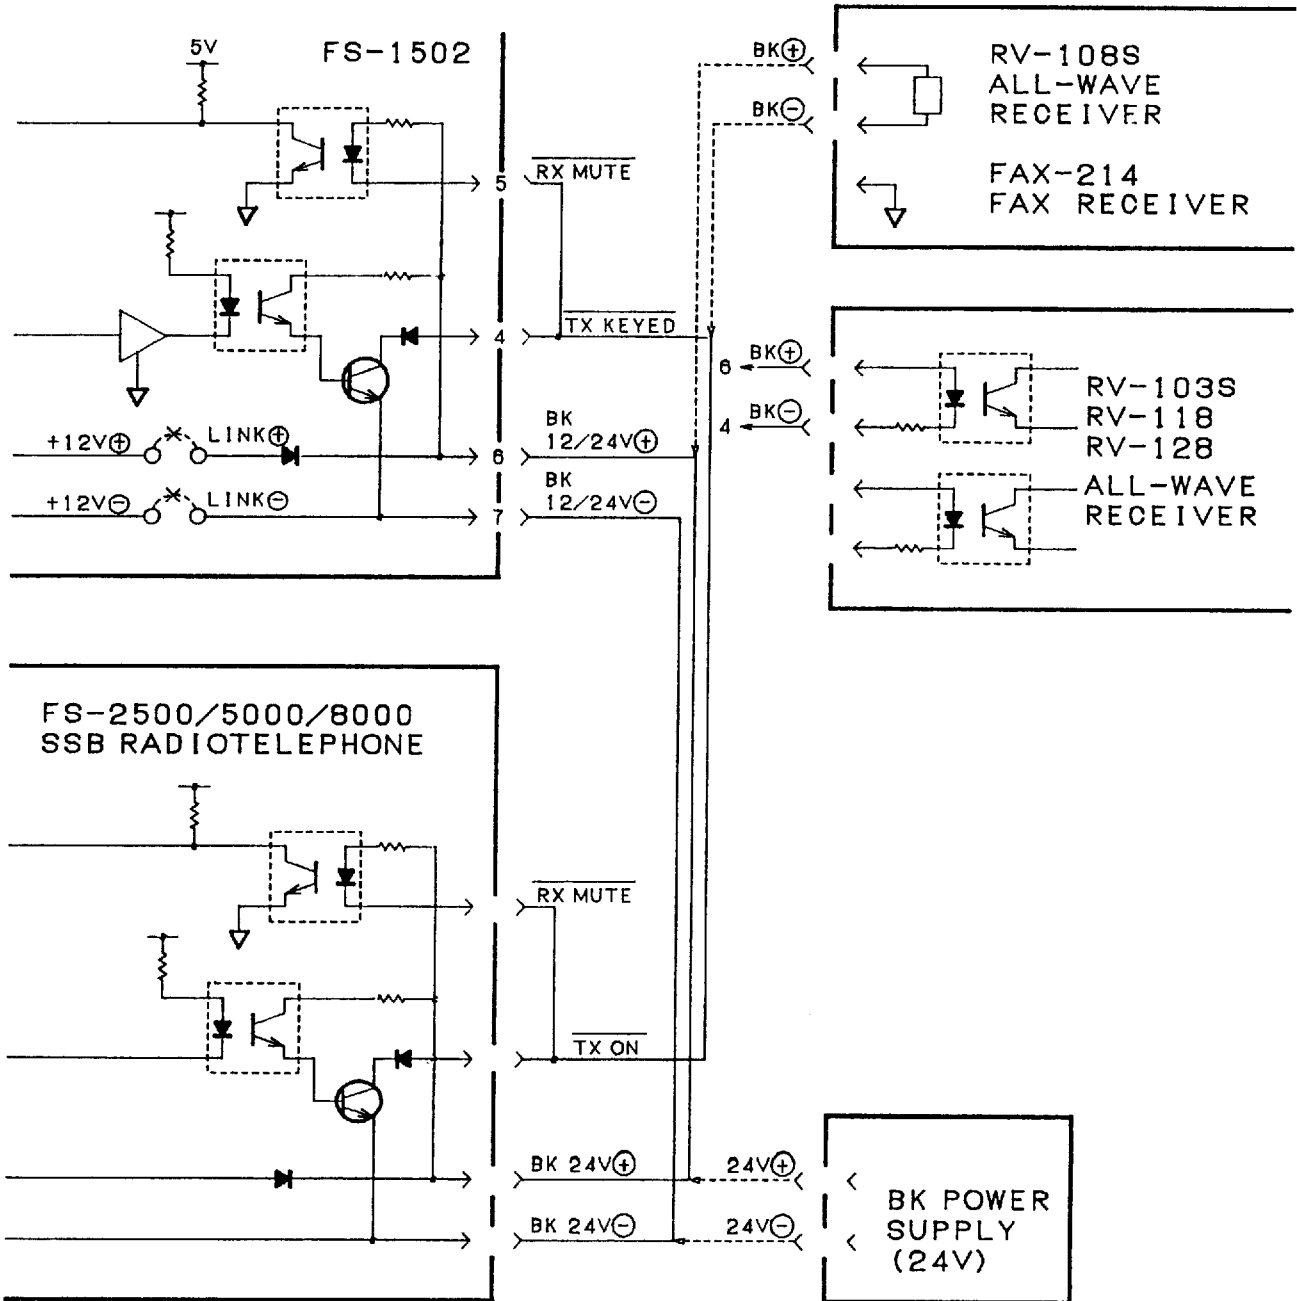 5V
FS-1502
5
RX MUTE
4
TX KEYED
+12V⊕
LINK⊕
6
BK
12/24V⊕
+12V⊖
LINK⊖
7
BK
12/24V⊖
BK⊕
BK⊖
RV-108S
ALL-WAVE
RECEIVER
FAX-214
FAX RECEIVER
6
BK⊕
4
BK⊖
RV-103S
RV-118
RV-128
ALL-WAVE
RECEIVER
FS-2500/5000/8000
SSB RADIOTELEPHONE
RX MUTE
TX ON
BK 24V⊕
24V⊕
BK 24V⊖
24V⊖
BK POWER
SUPPLY
(24V)